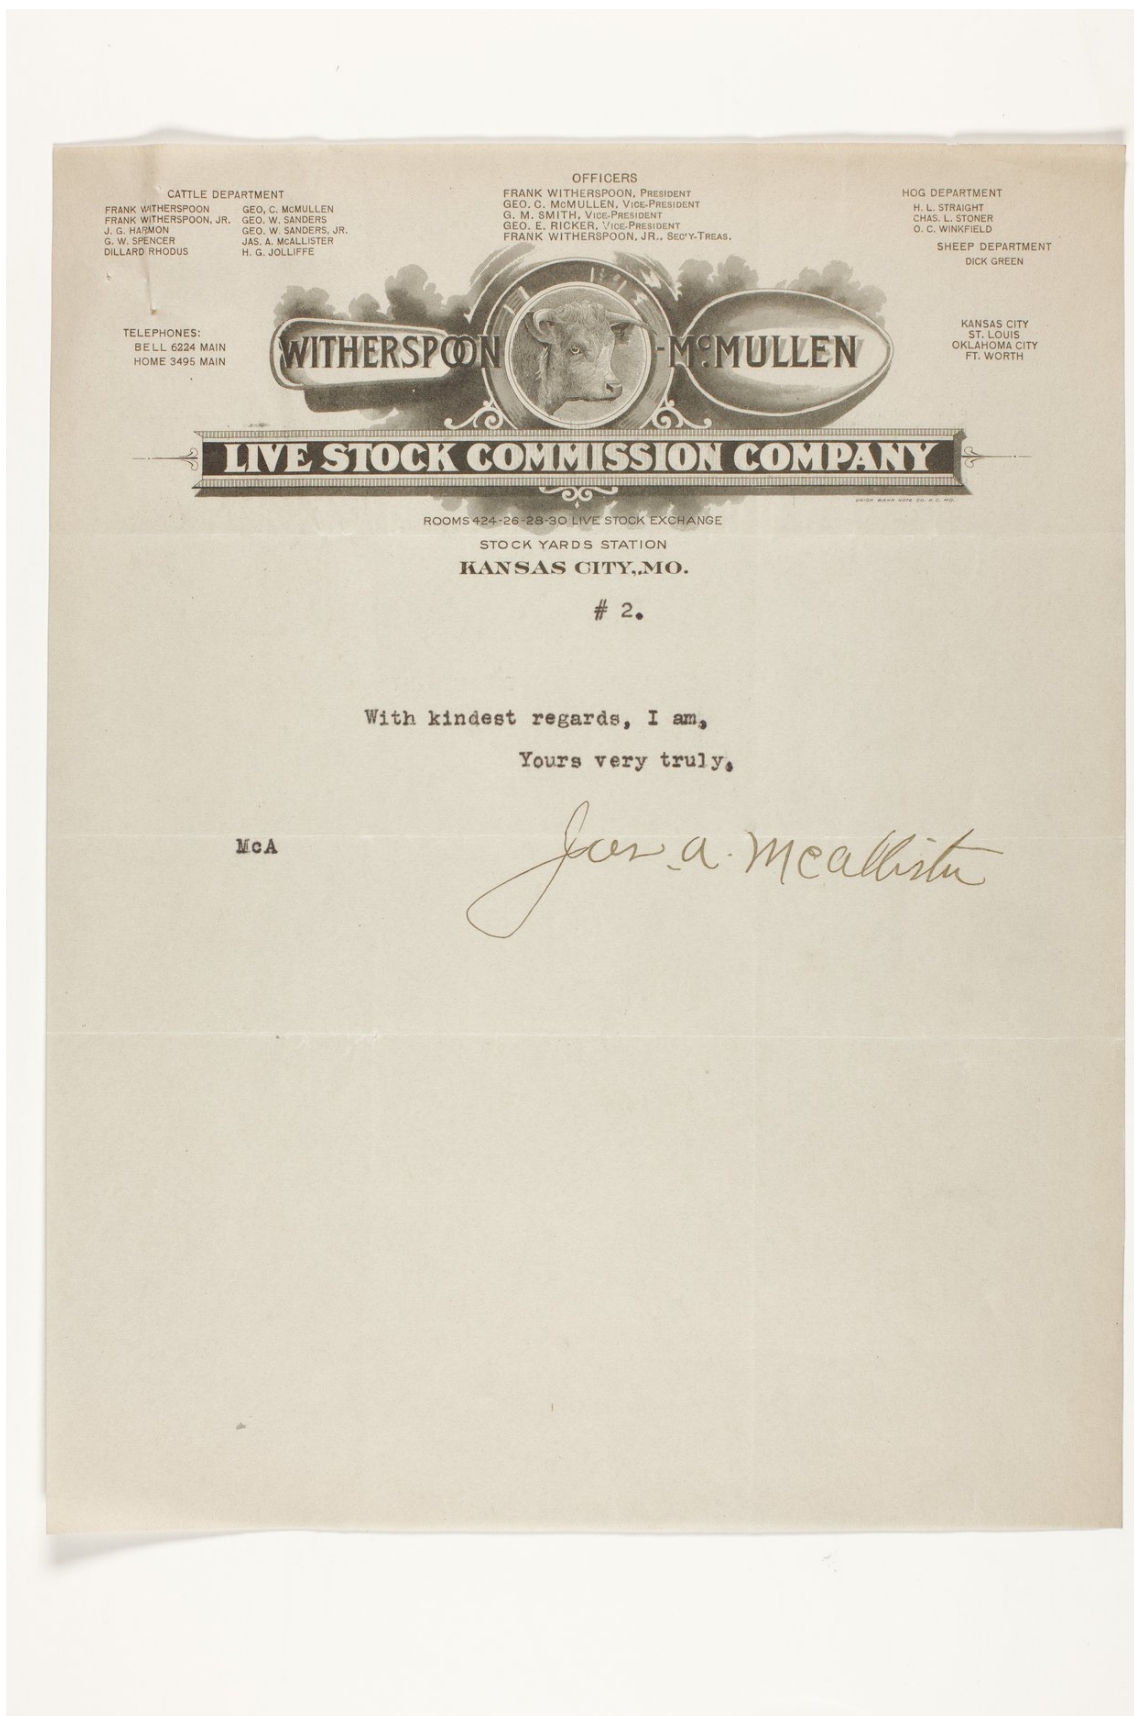 OFFICERS
FRANK WITHERSPOON, PRESIDENT
GEO. C. McMULLEN, VICE-PRESIDENT
G. M. SMITH, VICE-PRESIDENT
GEO. E. RICKER, VICE-PRESIDENT
FRANK WITHERSPOON, JR., SEC'Y-TREAS.
CATTLE DEPARTMENT
FRANK WITHERSPOON
FRANK WITHERSPOON, JR.
J. G. HARMON
G. W. SPENCER
DILLARD RHODUS
GEO, C. McMULLEN
GEO. W. SANDERS
GEO. W. SANDERS, JR.
JAS. A. McALLISTER
H. G. JOLLIFFE
HOG DEPARTMENT
H. L. STRAIGHT
CHAS. L. STONER
O. C. WINKFIELD
SHEEP DEPARTMENT
DICK GREEN
TELEPHONES:
BELL 6224 MAIN
HOME 3495 MAIN
KANSAS CITY
ST. LOUIS
OKLAHOMA CITY
FT. WORTH
WITHERSPOON-McMULLEN
LIVE STOCK COMMISSION COMPANY
UNION BANK NOTE CO. K.C. MO.
ROOMS 424-26-28-30 LIVE STOCK EXCHANGE
STOCK YARDS STATION
KANSAS CITY, MO.
# 2.
With kindest regards, I am,
Yours very truly,
McA
Jas. A. McAllister